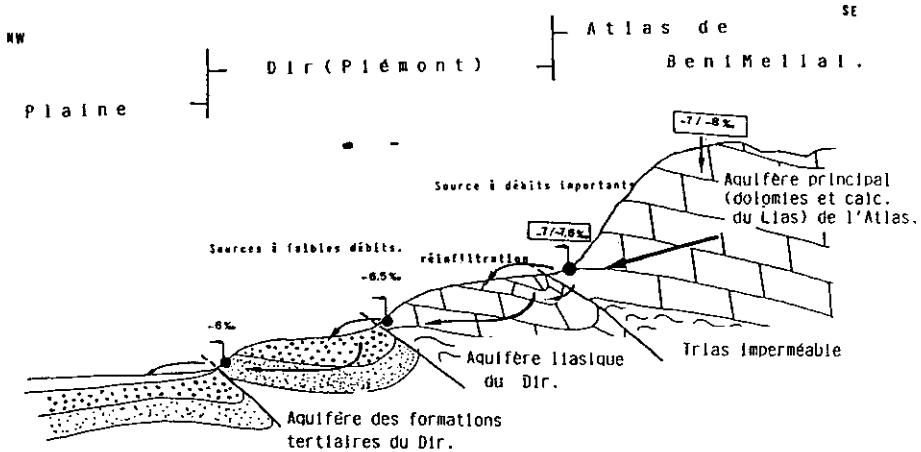 NW
SE
Atlas de
Dir (Piémont)
BeniMellal.
Plaine
-7/-8‰
Source à débits importants
Aquifère principal
(dolomies et calc.
du Lias) de l'Atlas.
-7/-7,6‰
Sources à faibles débits.
réinfiltration
-6,5‰
-6‰
Trias imperméable
Aquifère liasique
du Dir.
Aquifère des formations
tertiaires du Dir.